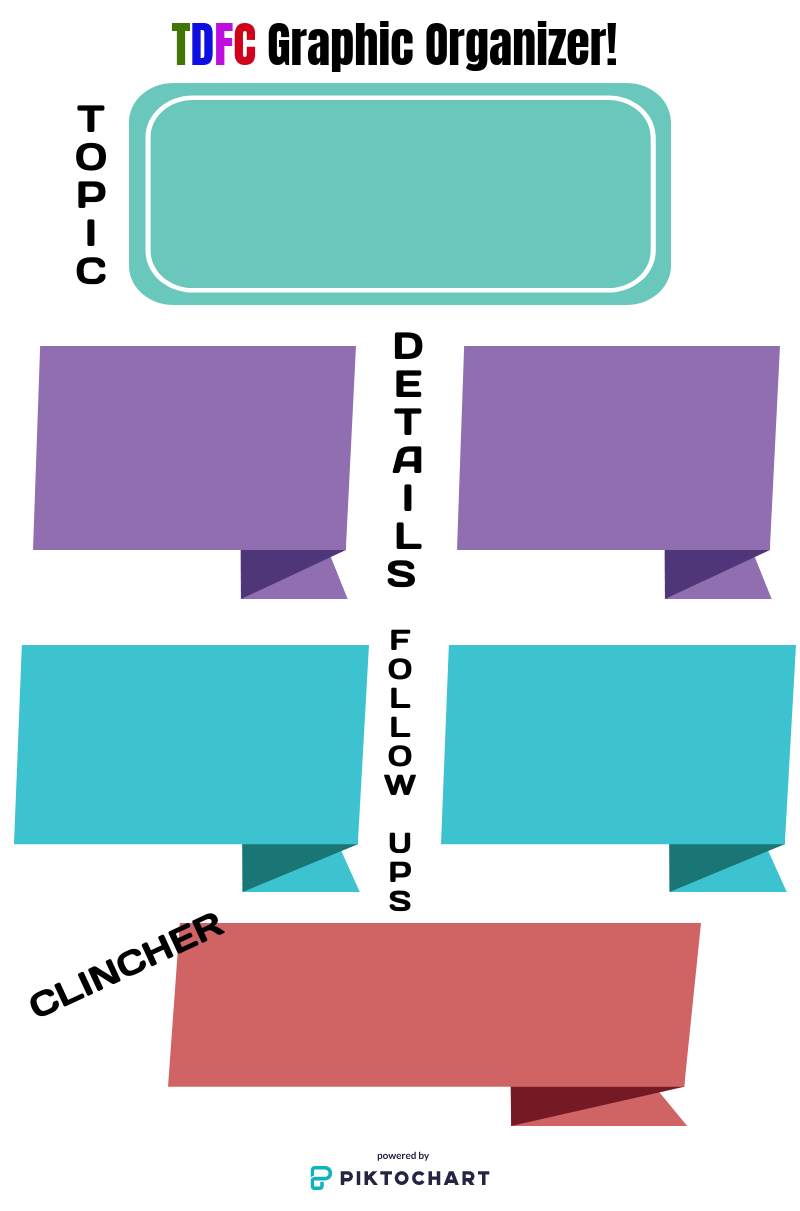 TDFC Graphic Organizer!
TOPIC
DETAILS
FOLLOW UPS
CLINCHER
powered by
PIKTOCHART